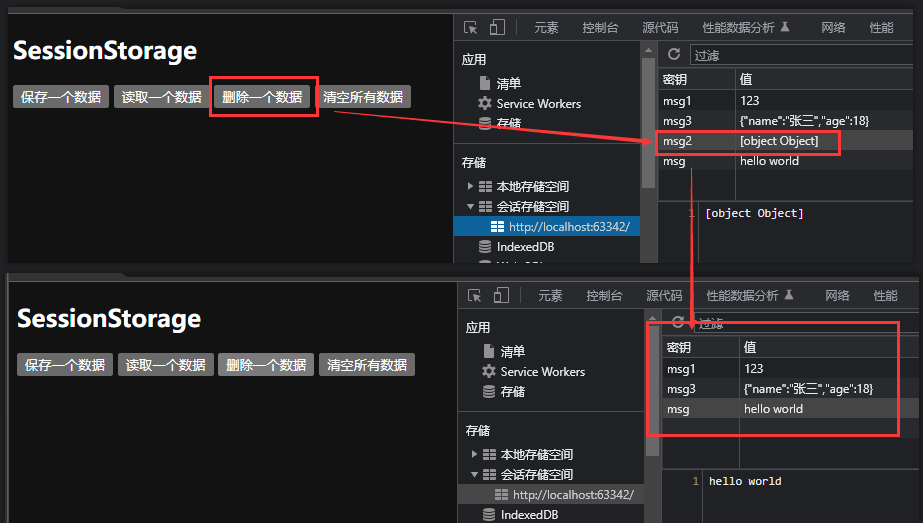 SessionStorage
保存一个数据 读取一个数据 删除一个数据 清空所有数据
元素 控制台 源代码 性能数据分析 网络 性能
应用
清单
Service Workers
存储
存储
本地存储空间
会话存储空间
http://localhost:63342/
IndexedDB
过滤
密钥 值
msg1 123
msg3 {"name":"张三","age":18}
msg2 [object Object]
msg hello world
1 [object Object]
SessionStorage
保存一个数据 读取一个数据 删除一个数据 清空所有数据
元素 控制台 源代码 性能数据分析 网络 性能
应用
清单
Service Workers
存储
存储
本地存储空间
会话存储空间
http://localhost:63342/
IndexedDB
过滤
密钥 值
msg1 123
msg3 {"name":"张三","age":18}
msg hello world
1 hello world